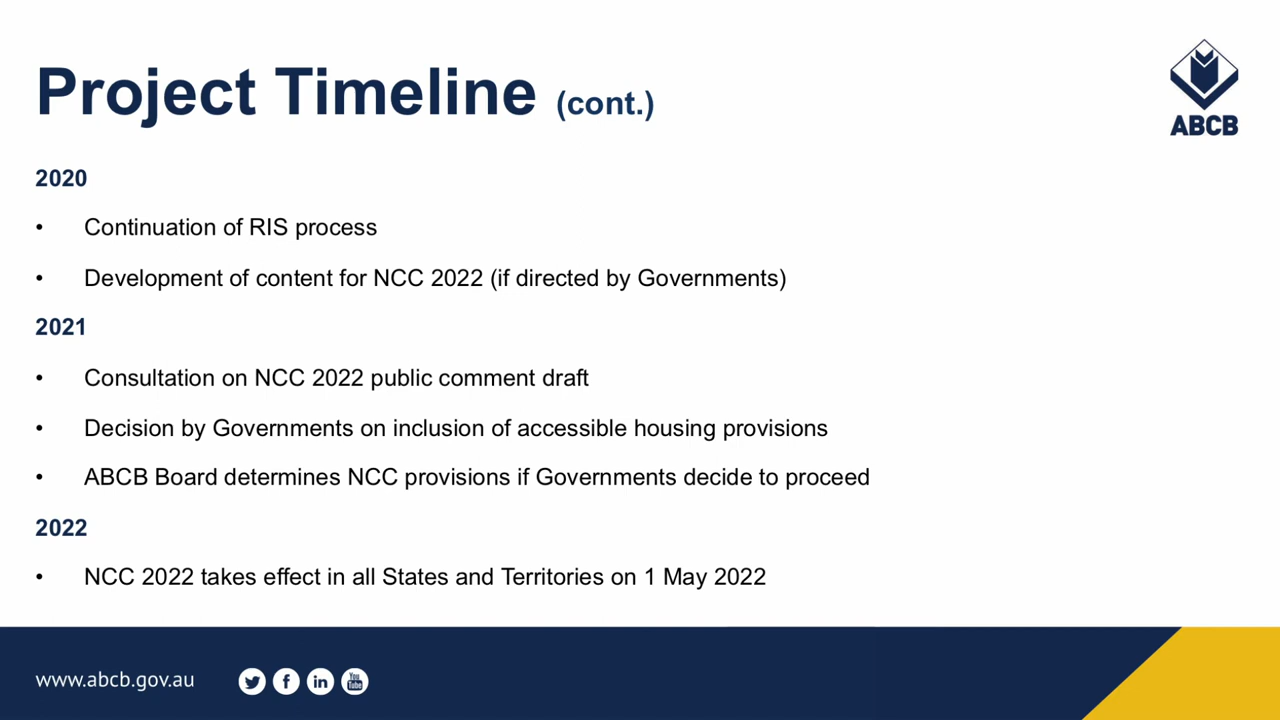 Project Timeline (cont.)
ABCB
2020
• Continuation of RIS process
• Development of content for NCC 2022 (if directed by Governments)
2021
• Consultation on NCC 2022 public comment draft
• Decision by Governments on inclusion of accessible housing provisions
• ABCB Board determines NCC provisions if Governments decide to proceed
2022
• NCC 2022 takes effect in all States and Territories on 1 May 2022
www.abcb.gov.au
f
in
You
Tube